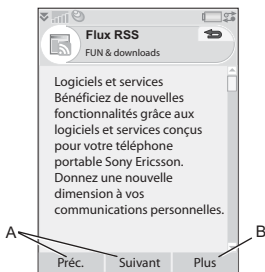 Flux RSS
FUN & downloads
Logiciels et services
Bénéficiez de nouvelles
fonctionnalités grâce aux
logiciels et services conçus
pour votre téléphone
portable Sony Ericsson.
Donnez une nouvelle
dimension à vos
communications personnelles.
A
B
Préc. Suivant Plus